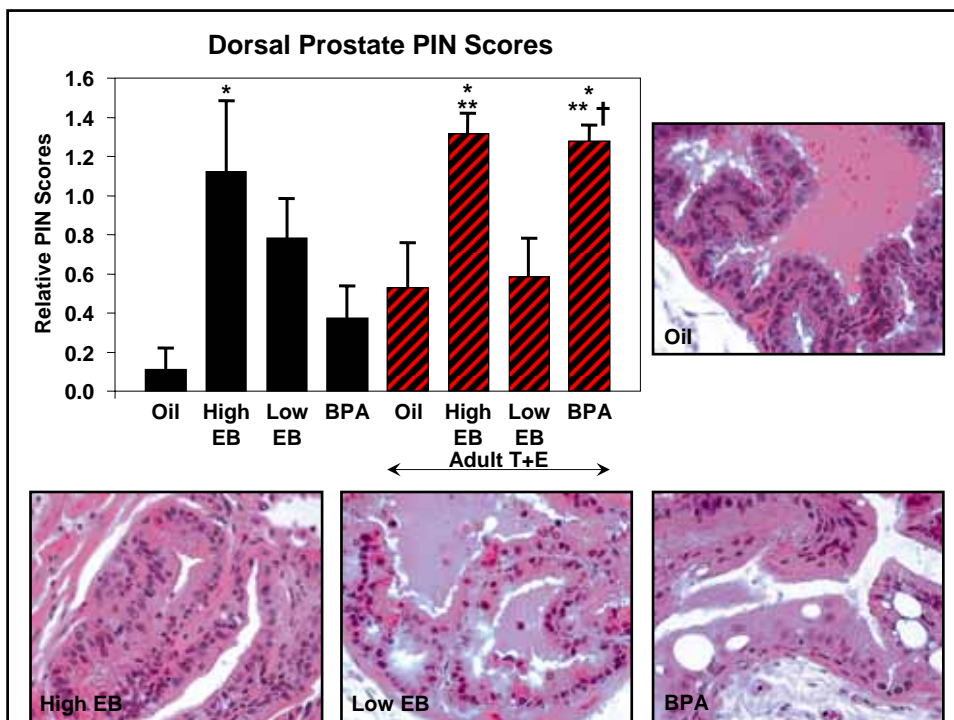 Dorsal Prostate PIN Scores
Relative PIN Scores
1.6
1.4
1.2
1.0
0.8
0.6
0.4
0.2
0.0
*
*
**
*
** †
Oil High EB Low EB BPA Oil High EB Low EB BPA
Adult T+E
Oil
High EB
Low EB
BPA